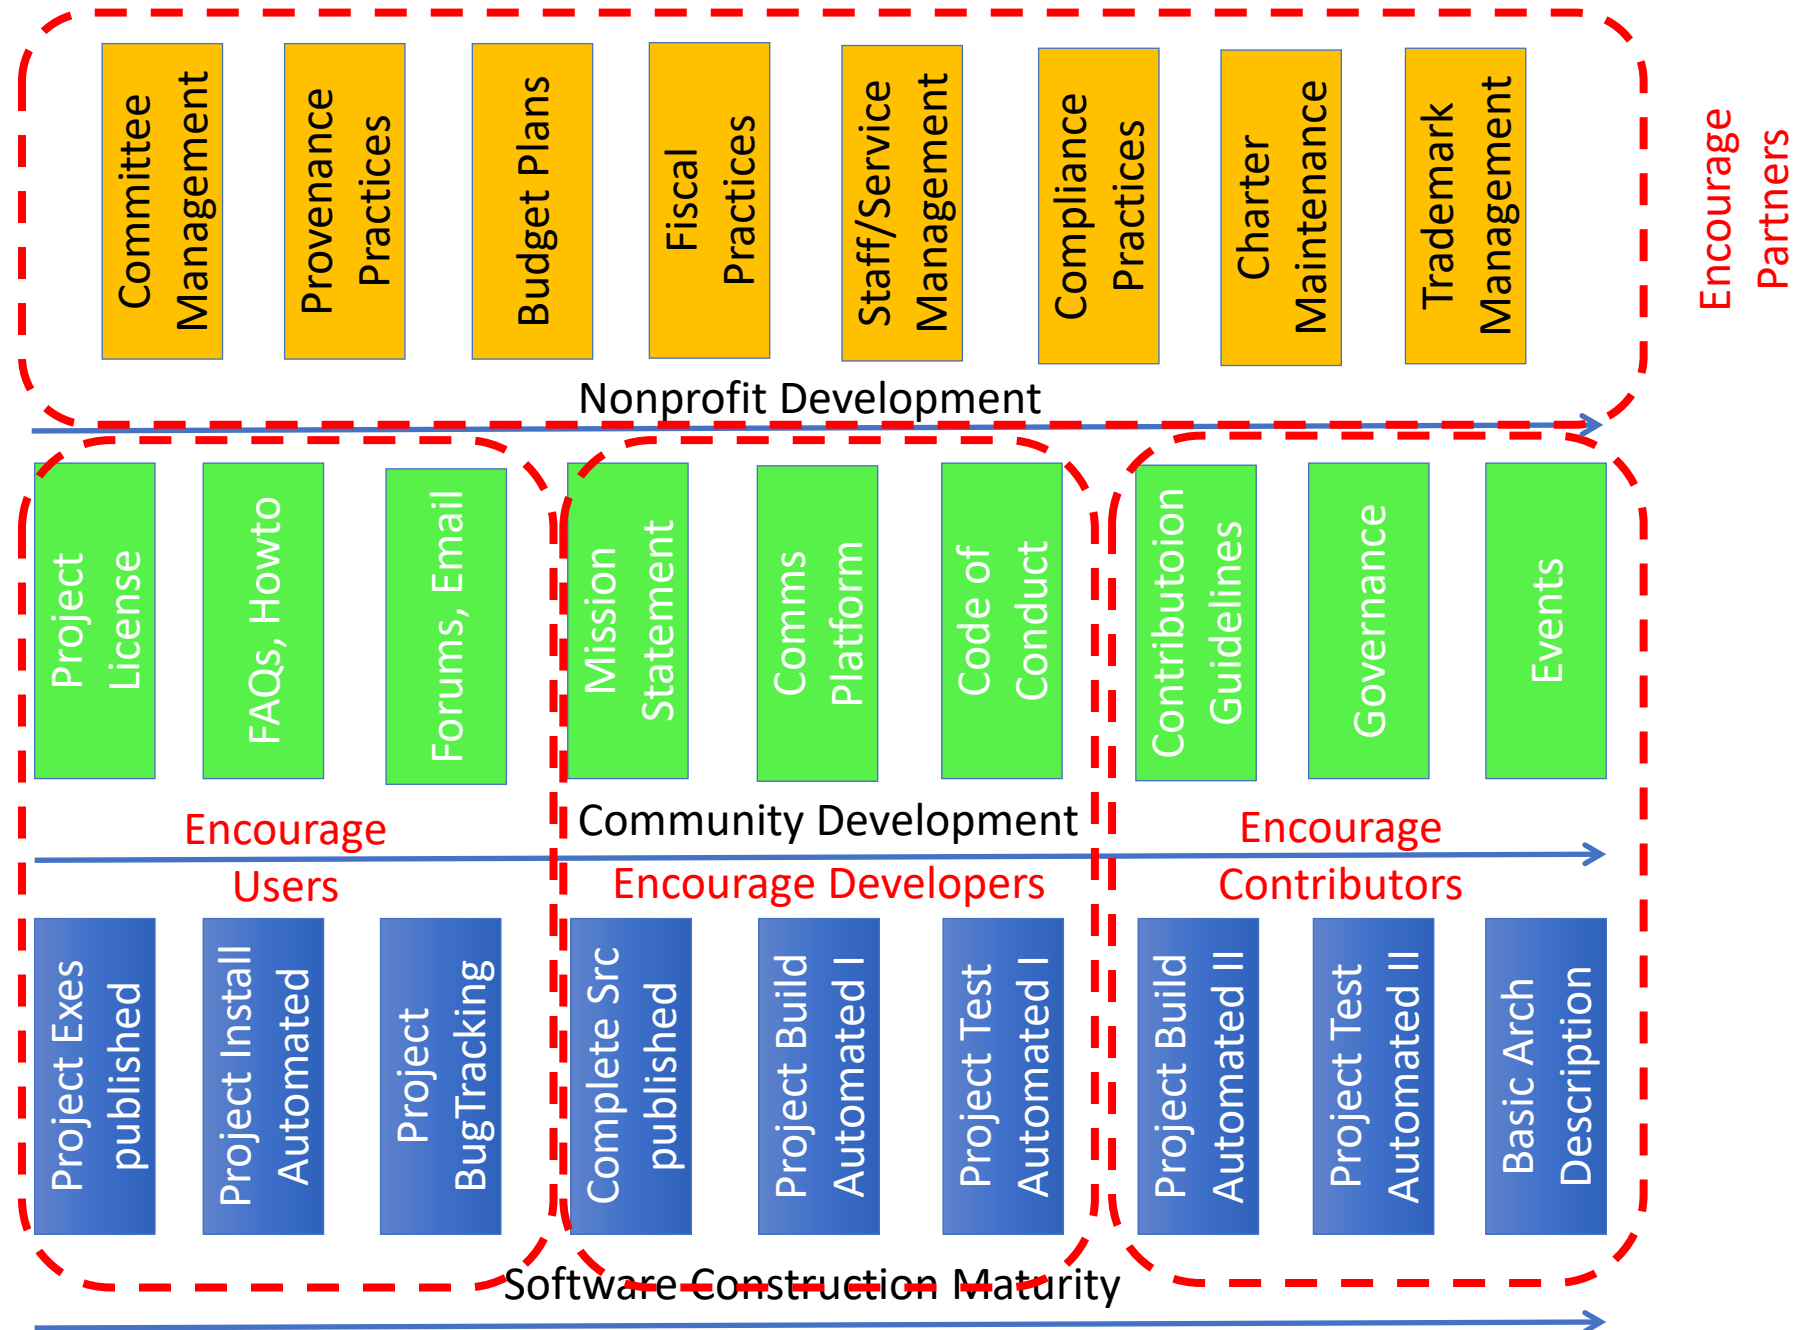 Committee
Management
Provenance
Practices
Budget Plans
Fiscal
Practices
Staff/Service
Management
Compliance
Practices
Charter
Maintenance
Trademark
Management
Encourage
Partners
Nonprofit Development
Project
License
FAQs, Howto
Forums, Email
Mission
Statement
Comms
Platform
Code of
Conduct
Contributoion
Guidelines
Governance
Events
Community Development
Encourage
Users
Encourage Developers
Encourage
Contributors
Project Exes
published
Project Install
Automated
Project
BugTracking
Complete Src
published
Project Build
Automated I
Project Test
Automated I
Project Build
Automated II
Project Test
Automated II
Basic Arch
Description
Software Construction Maturity